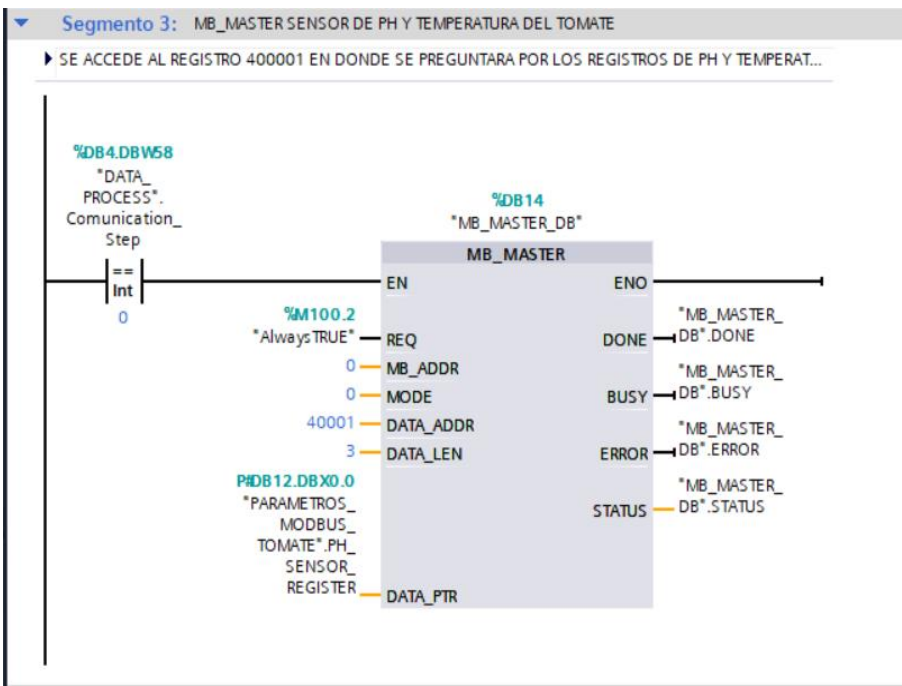 Segmento 3: MB_MASTER SENSOR DE PH Y TEMPERATURA DEL TOMATE
SE ACCEDE AL REGISTRO 400001 EN DONDE SE PREGUNTARA POR LOS REGISTROS DE PH Y TEMPERAT...
%DB4.DBW58
"DATA_
PROCESS".
Comunication_
Step
==
Int
0
%DB14
"MB_MASTER_DB"
MB_MASTER
EN
ENO
%M100.2
"AlwaysTRUE"
REQ
0
MB_ADDR
0
MODE
40001
DATA_ADDR
3
DATA_LEN
P#DB12.DBX0.0
"PARAMETROS_
MODBUS_
TOMATE".PH_
SENSOR_
REGISTER
DATA_PTR
DONE
"MB_MASTER_
DB".DONE
BUSY
"MB_MASTER_
DB".BUSY
ERROR
"MB_MASTER_
DB".ERROR
STATUS
"MB_MASTER_
DB".STATUS